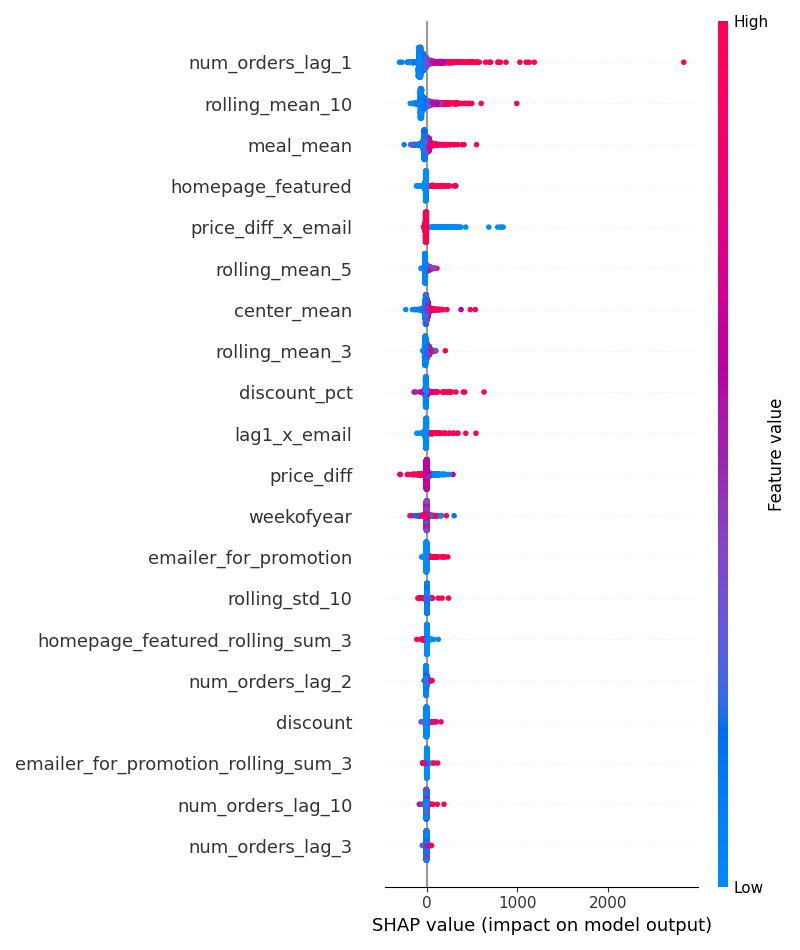 High
num_orders_lag_1
rolling_mean_10
meal_mean
homepage_featured
price_diff_x_email
rolling_mean_5
center_mean
rolling_mean_3
discount_pct
lag1_x_email
price_diff
weekofyear
emailer_for_promotion
rolling_std_10
homepage_featured_rolling_sum_3
num_orders_lag_2
discount
emailer_for_promotion_rolling_sum_3
num_orders_lag_10
num_orders_lag_3
Feature value
Low
0 1000 2000
SHAP value (impact on model output)